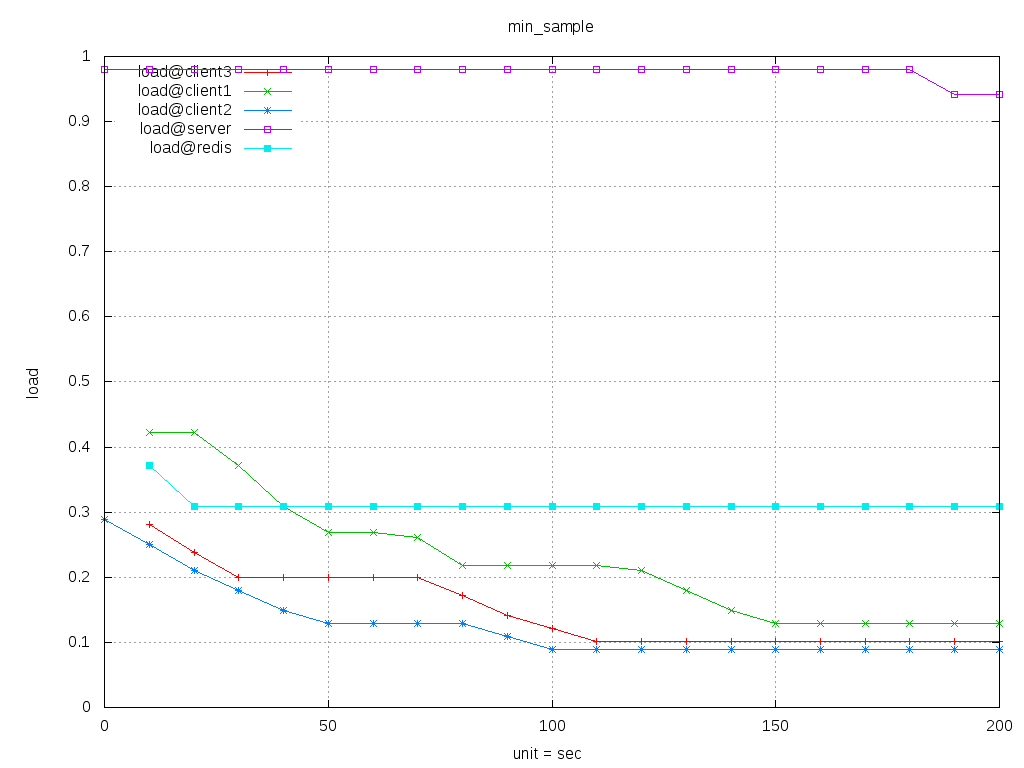 min_sample
1
load@client3
load@client1
0.9
load@client2
load@server
load@redis
0.8
0.7
0.6
0.5
load
0.4
0.3
0.2
0.1
0
0 50 100 150 200
unit = sec